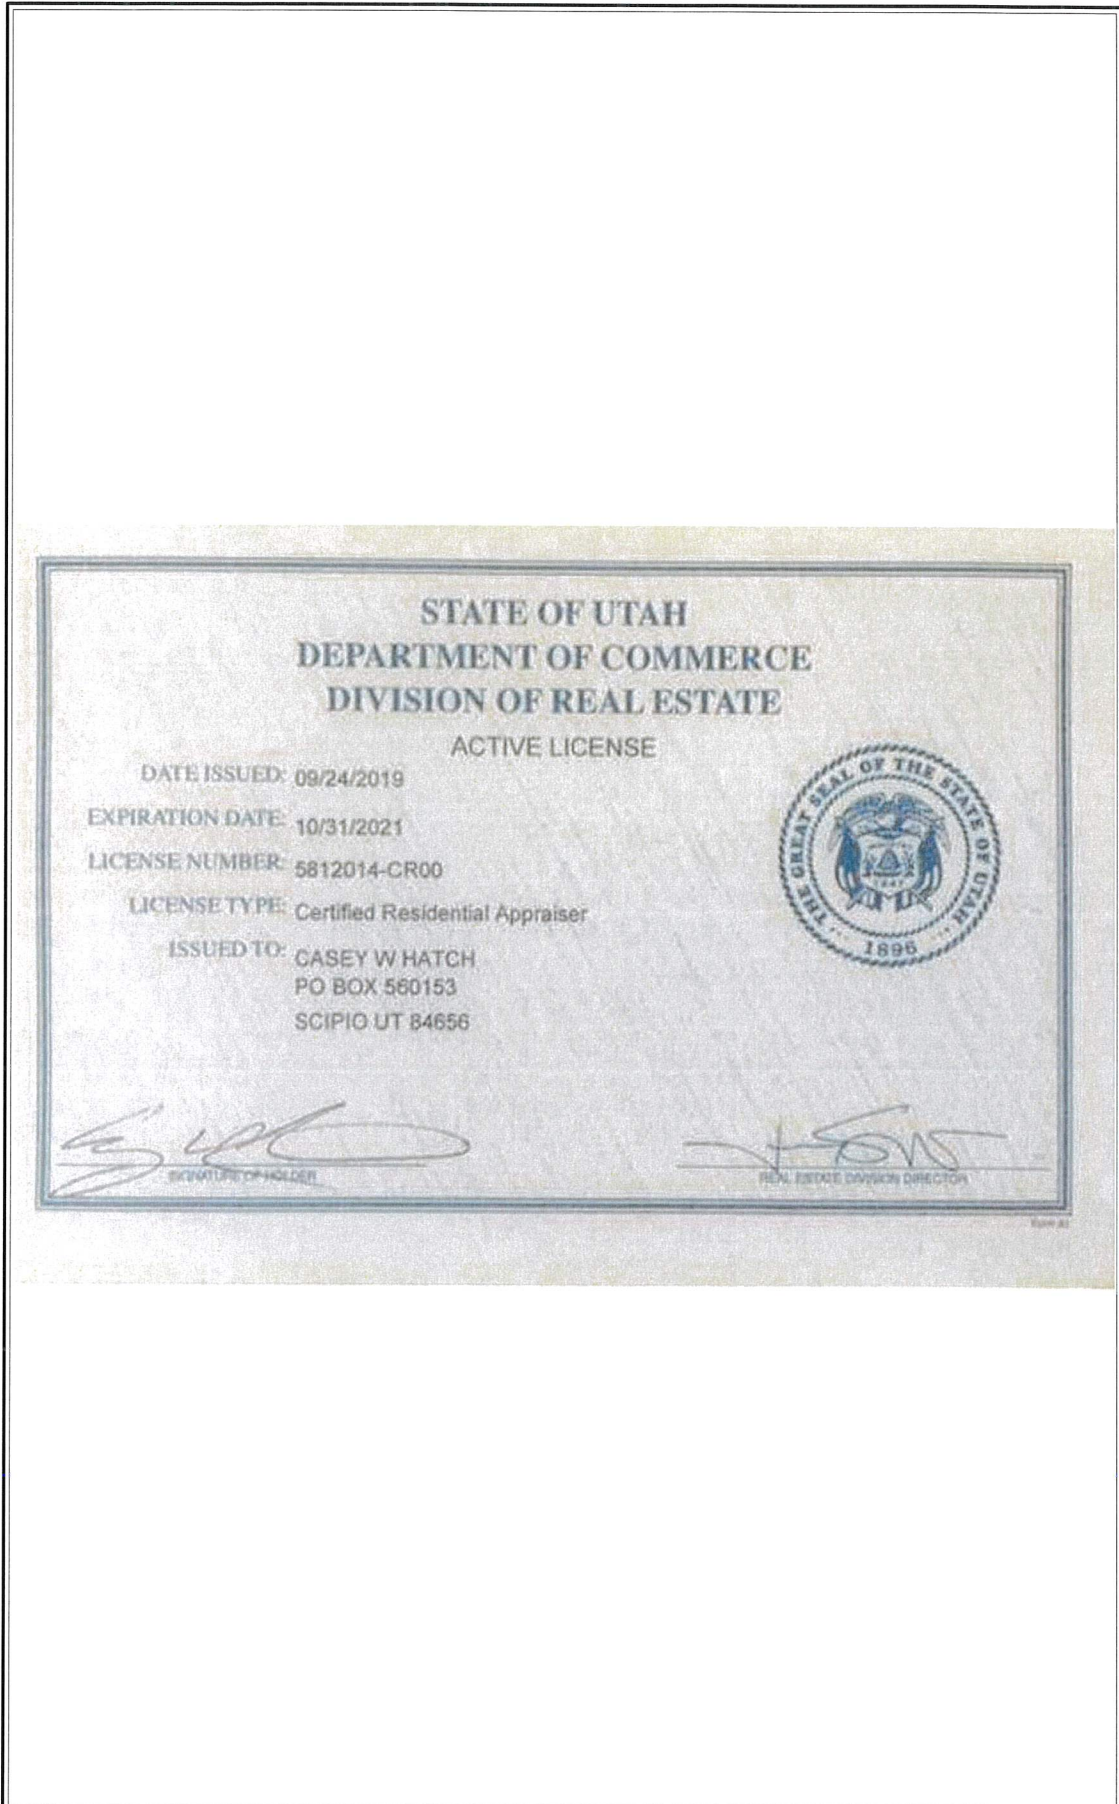 STATE OF UTAH
DEPARTMENT OF COMMERCE
DIVISION OF REAL ESTATE
ACTIVE LICENSE
DATE ISSUED: 09/24/2019
EXPIRATION DATE: 10/31/2021
LICENSE NUMBER: 5812014-CR00
LICENSE TYPE: Certified Residential Appraiser
ISSUED TO: CASEY W HATCH
PO BOX 560153
SCIPIO UT 84656
THE GREAT SEAL OF THE STATE OF UTAH
1896
SIGNATURE OF HOLDER
REAL ESTATE DIVISION DIRECTOR